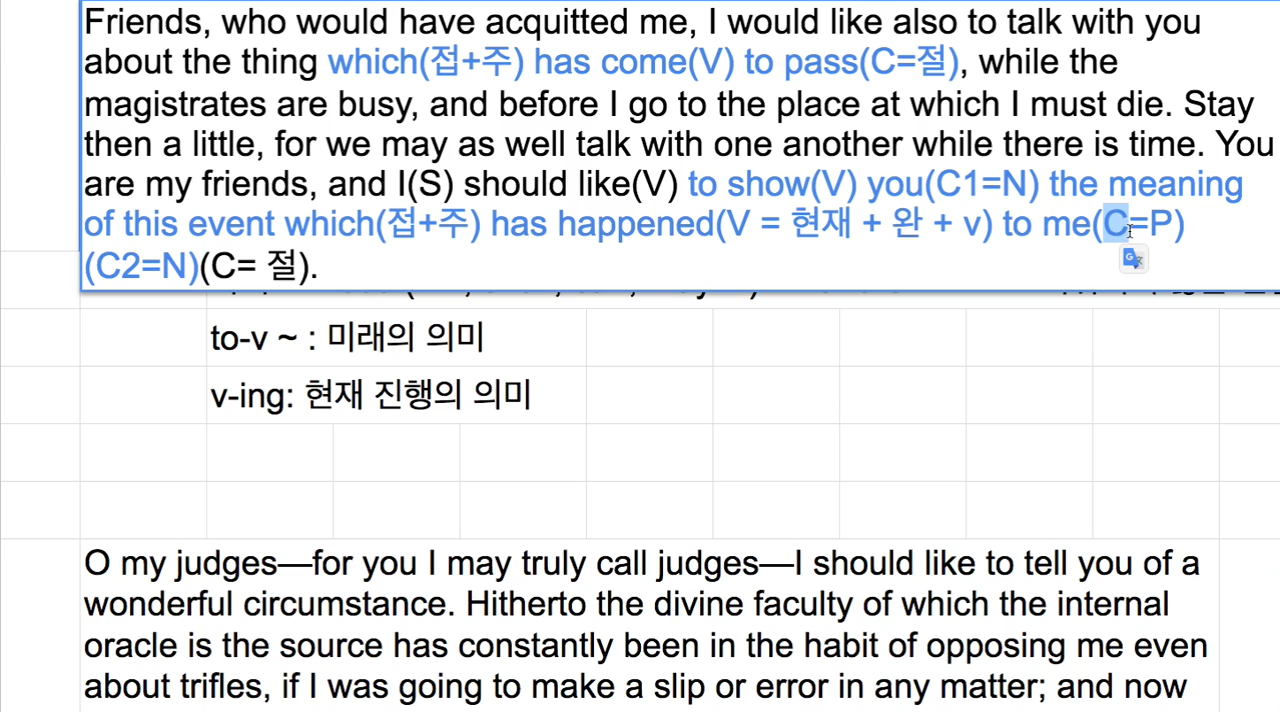 Friends, who would have acquitted me, I would like also to talk with you
about the thing which(접+주) has come(V) to pass(C=절), while the
magistrates are busy, and before I go to the place at which I must die. Stay
then a little, for we may as well talk with one another while there is time. You
are my friends, and I(S) should like(V) to show(V) you(C1=N) the meaning
of this event which(접+주) has happened(V = 현재 + 완 + v) to me(C=P)
(C2=N)(C= 절).
to-v ~ : 미래의 의미
v-ing: 현재 진행의 의미
O my judges—for you I may truly call judges—I should like to tell you of a
wonderful circumstance. Hitherto the divine faculty of which the internal
oracle is the source has constantly been in the habit of opposing me even
about trifles, if I was going to make a slip or error in any matter; and now